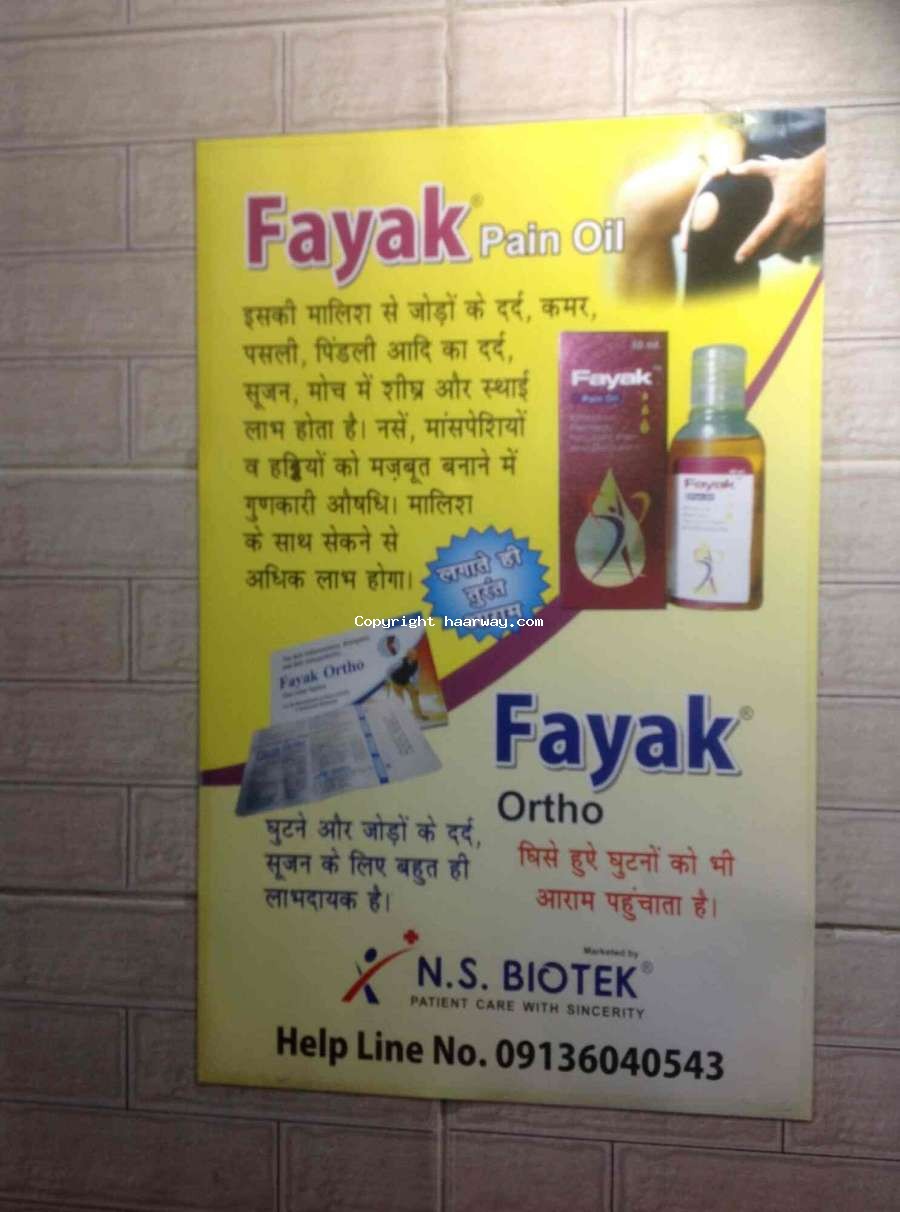 Fayak® Pain Oil
इसकी मालिश से जोड़ों के दर्द, कमर,
पसली, पिंडली आदि का दर्द,
सूजन, मोच में शीघ्र और स्थाई
लाभ होता है। नसें, मांसपेशियों
व हड्डियों को मज़बूत बनाने में
गुणकारी औषधि। मालिश
के साथ सेकने से
अधिक लाभ होगा।
लगाते ही
तुरंत
Fayak
Pain Oil
Fayak
Copyright haarway.com
Fayak Ortho
Fayak®
Ortho
घुटने और जोड़ों के दर्द,
सूजन के लिए बहुत ही
लाभदायक है।
घिसे हुऐ घुटनों को भी
आराम पहुंचाता है।
Marketed by
N.S. BIOTEK®
PATIENT CARE WITH SINCERITY
Help Line No. 09136040543